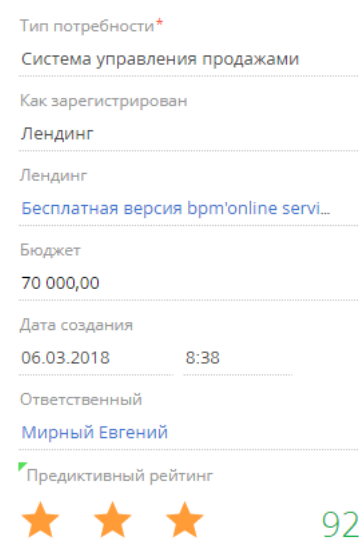 Тип потребности*
Система управления продажами
Как зарегистрирован
Лендинг
Лендинг
Бесплатная версия bpm'online servi...
Бюджет
70 000,00
Дата создания
06.03.2018 8:38
Ответственный
Мирный Евгений
Предиктивный рейтинг
92